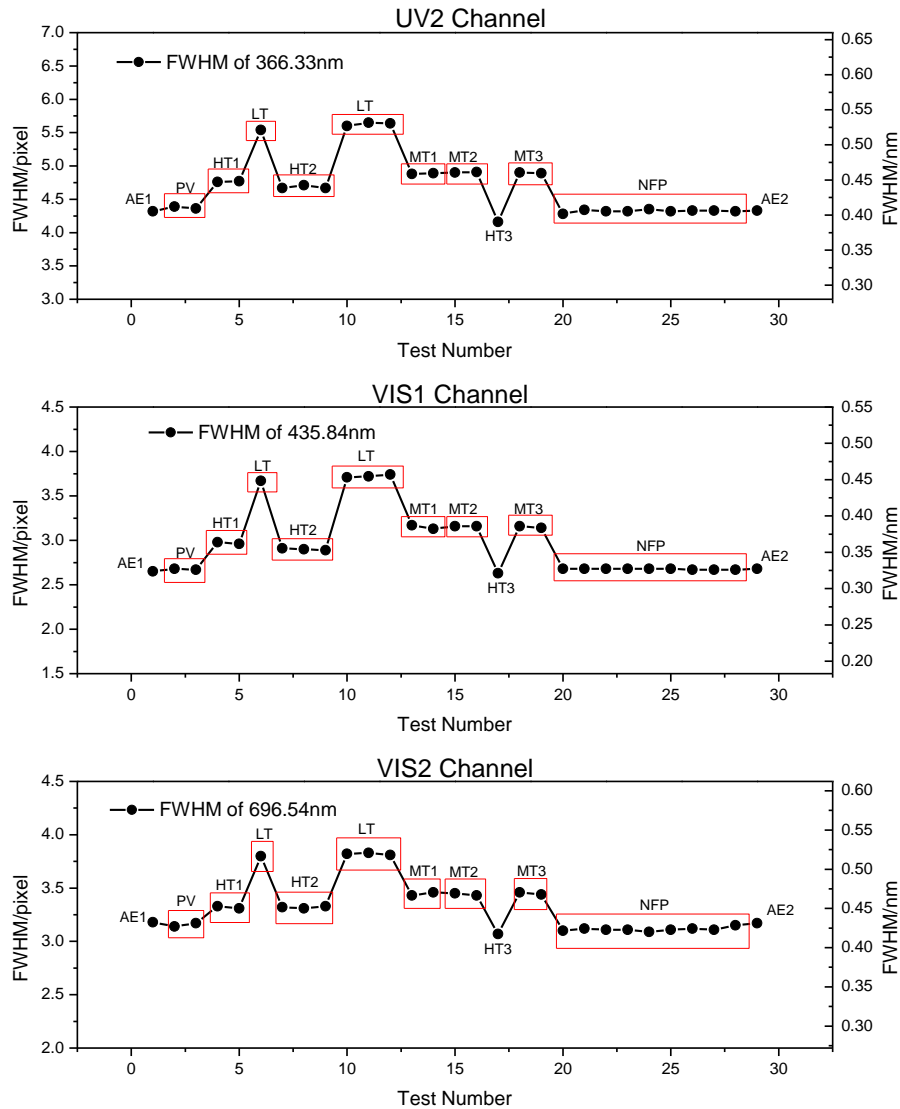 UV2 Channel
7.0
6.5
6.0
5.5
5.0
4.5
4.0
3.5
3.0
FWHM/pixel
FWHM of 366.33nm
AE1
PV
HT1
LT
HT2
LT
MT1
MT2
HT3
MT3
NFP
AE2
0.65
0.60
0.55
0.50
0.45
0.40
0.35
0.30
FWHM/nm
0 5 10 15 20 25 30
Test Number
VIS1 Channel
4.5
4.0
3.5
3.0
2.5
2.0
1.5
FWHM/pixel
FWHM of 435.84nm
AE1
PV
HT1
LT
HT2
LT
MT1
MT2
HT3
MT3
NFP
AE2
0.55
0.50
0.45
0.40
0.35
0.30
0.25
0.20
FWHM/nm
0 5 10 15 20 25 30
Test Number
VIS2 Channel
4.5
4.0
3.5
3.0
2.5
2.0
FWHM/pixel
FWHM of 696.54nm
AE1
PV
HT1
LT
HT2
LT
MT1
MT2
HT3
MT3
NFP
AE2
0.60
0.55
0.50
0.45
0.40
0.35
0.30
FWHM/nm
0 5 10 15 20 25 30
Test Number